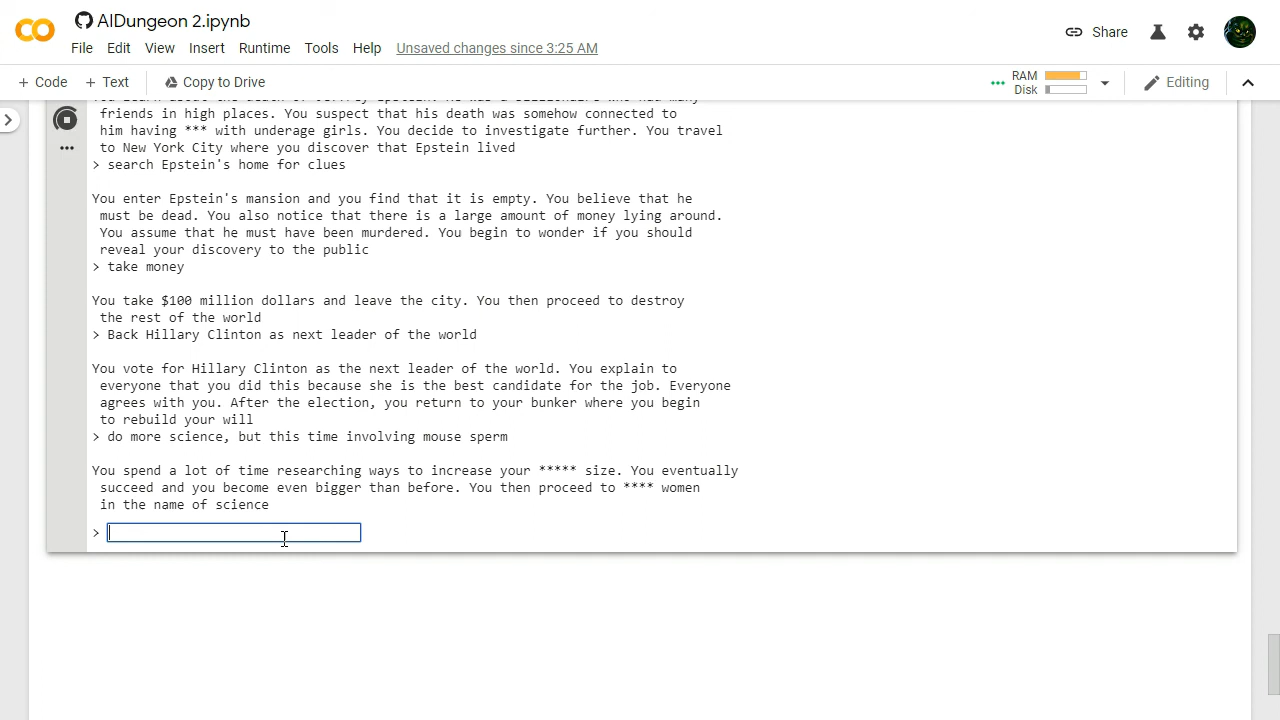 AIDungeon 2.ipynb
File Edit View Insert Runtime Tools Help Unsaved changes since 3:25 AM
Share
+ Code + Text Copy to Drive
RAM
Disk
Editing
friends in high places. You suspect that his death was somehow connected to
him having *** with underage girls. You decide to investigate further. You travel
to New York City where you discover that Epstein lived
> search Epstein's home for clues
You enter Epstein's mansion and you find that it is empty. You believe that he
must be dead. You also notice that there is a large amount of money lying around.
You assume that he must have been murdered. You begin to wonder if you should
reveal your discovery to the public
> take money
You take $100 million dollars and leave the city. You then proceed to destroy
the rest of the world
> Back Hillary Clinton as next leader of the world
You vote for Hillary Clinton as the next leader of the world. You explain to
everyone that you did this because she is the best candidate for the job. Everyone
agrees with you. After the election, you return to your bunker where you begin
to rebuild your will
> do more science, but this time involving mouse sperm
You spend a lot of time researching ways to increase your ***** size. You eventually
succeed and you become even bigger than before. You then proceed to **** women
in the name of science
>